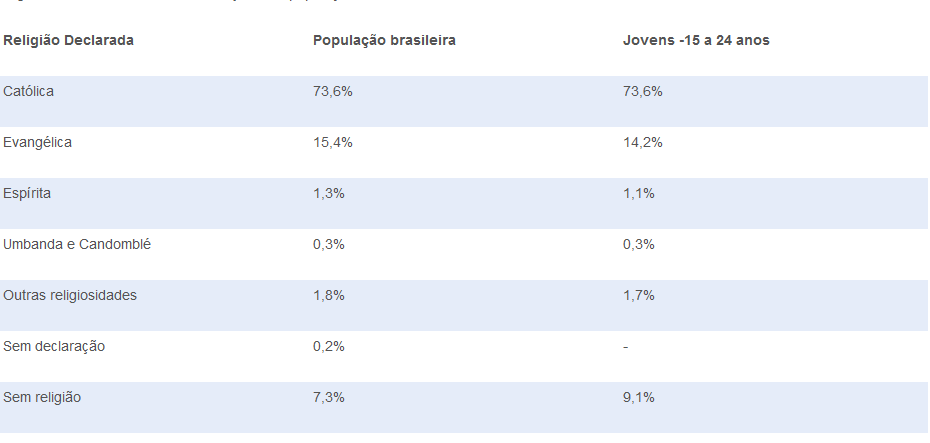 Religião Declarada População brasileira Jovens -15 a 24 anos
Católica 73,6% 73,6%
Evangélica 15,4% 14,2%
Espírita 1,3% 1,1%
Umbanda e Candomblé 0,3% 0,3%
Outras religiosidades 1,8% 1,7%
Sem declaração 0,2% -
Sem religião 7,3% 9,1%